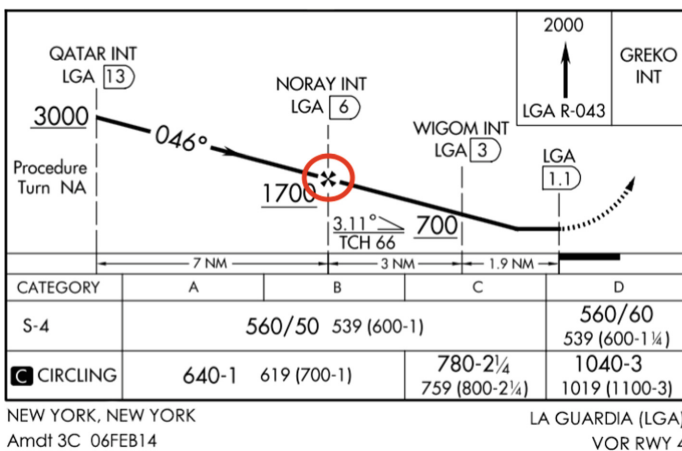 QATAR INT
LGA 13
3000
046°
Procedure
Turn NA
NORAY INT
LGA 6
1700
3.11°
TCH 66
WIGOM INT
LGA 3
700
LGA
1.1
2000
LGA R-043
GREKO
INT
7 NM
3 NM
1.9 NM
CATEGORY A B C D
S-4 560/50 539 (600-1) 560/60
539 (600-1¼)
C CIRCLING 640-1 619 (700-1) 780-2¼ 1040-3
759 (800-2¼) 1019 (1100-3)
NEW YORK, NEW YORK LA GUARDIA (LGA)
Amdt 3C 06FEB14 VOR RWY 4